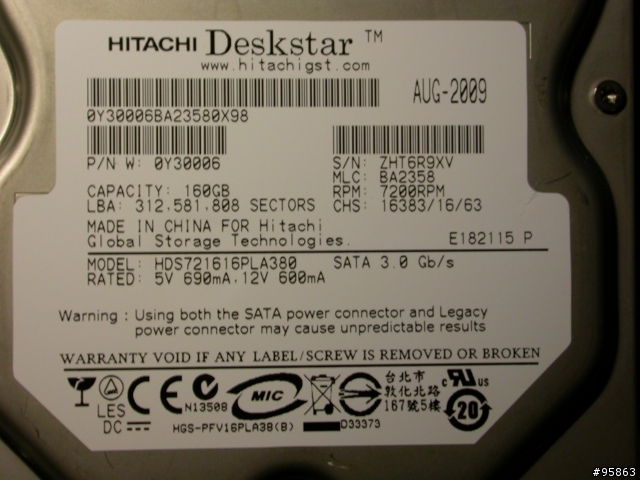 HITACHI Deskstar ™
www.hitachigst.com
AUG-2009
0Y30006BA23580X98
P/N W: 0Y30006
S/N: ZHT6R9XV
MLC: BA2358
CAPACITY: 160GB
RPM: 7200RPM
LBA: 312,581,808 SECTORS
CHS: 16383/16/63
MADE IN CHINA FOR Hitachi
Global Storage Technologies.
E182115 P
MODEL: HDS721616PLA380
SATA 3.0 Gb/s
RATED: 5V 690mA,12V 600mA
Warning : Using both the SATA power connector and Legacy
power connector may cause unpredictable results
WARRANTY VOID IF ANY LABEL/SCREW IS REMOVED OR BROKEN
LES
DC
CE
N13508
MIC
台北市
敦化北路
167號5樓
c RU us
20
HGS-PFV16PLA38(B)
D33373
#95863